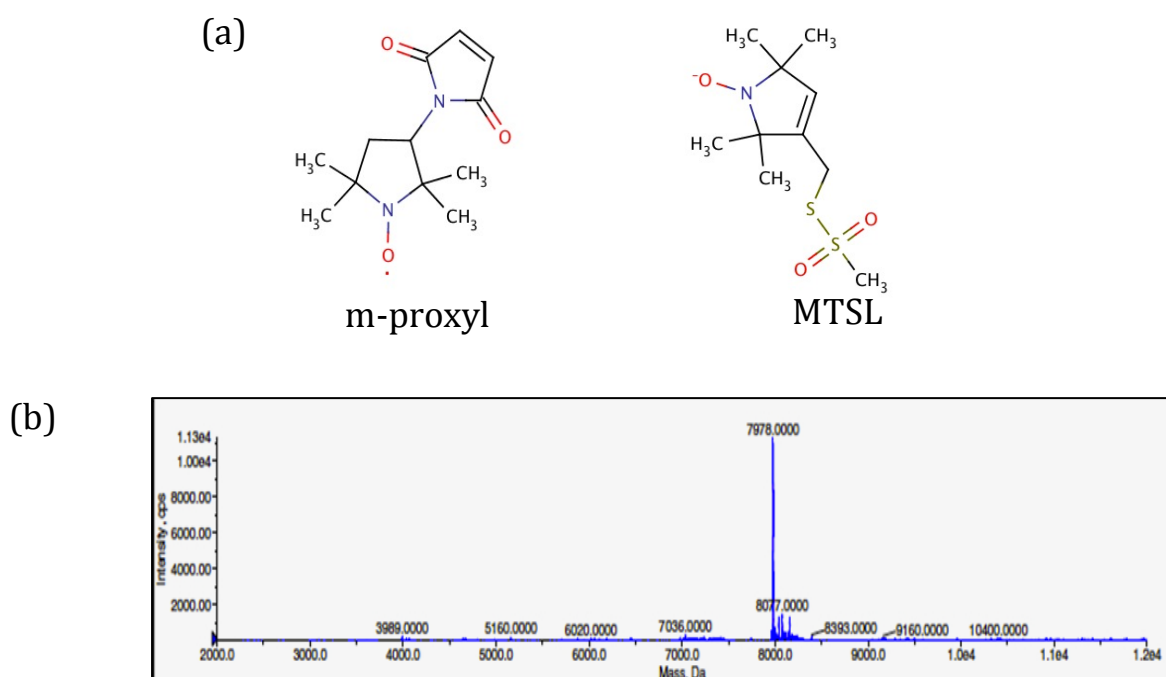 (a)
O
N
O
H₃C
H₃C
N
CH₃
CH₃
O
.
m-proxyl
H₃C
CH₃
⁻O
N
H₃C
CH₃
S
O
S
O
CH₃
MTSL
(b)
7978.0000
1.13e4
1.00e4
8000.00
6000.00
4000.00
2000.00
Intensity, cps
8077.0000
3989.0000
5160.0000
6020.0000
7036.0000
8393.0000
9160.0000
10400.0000
2000.0
3000.0
4000.0
5000.0
6000.0
7000.0
8000.0
9000.0
1.0e4
1.1e4
1.2e4
Mass, Da